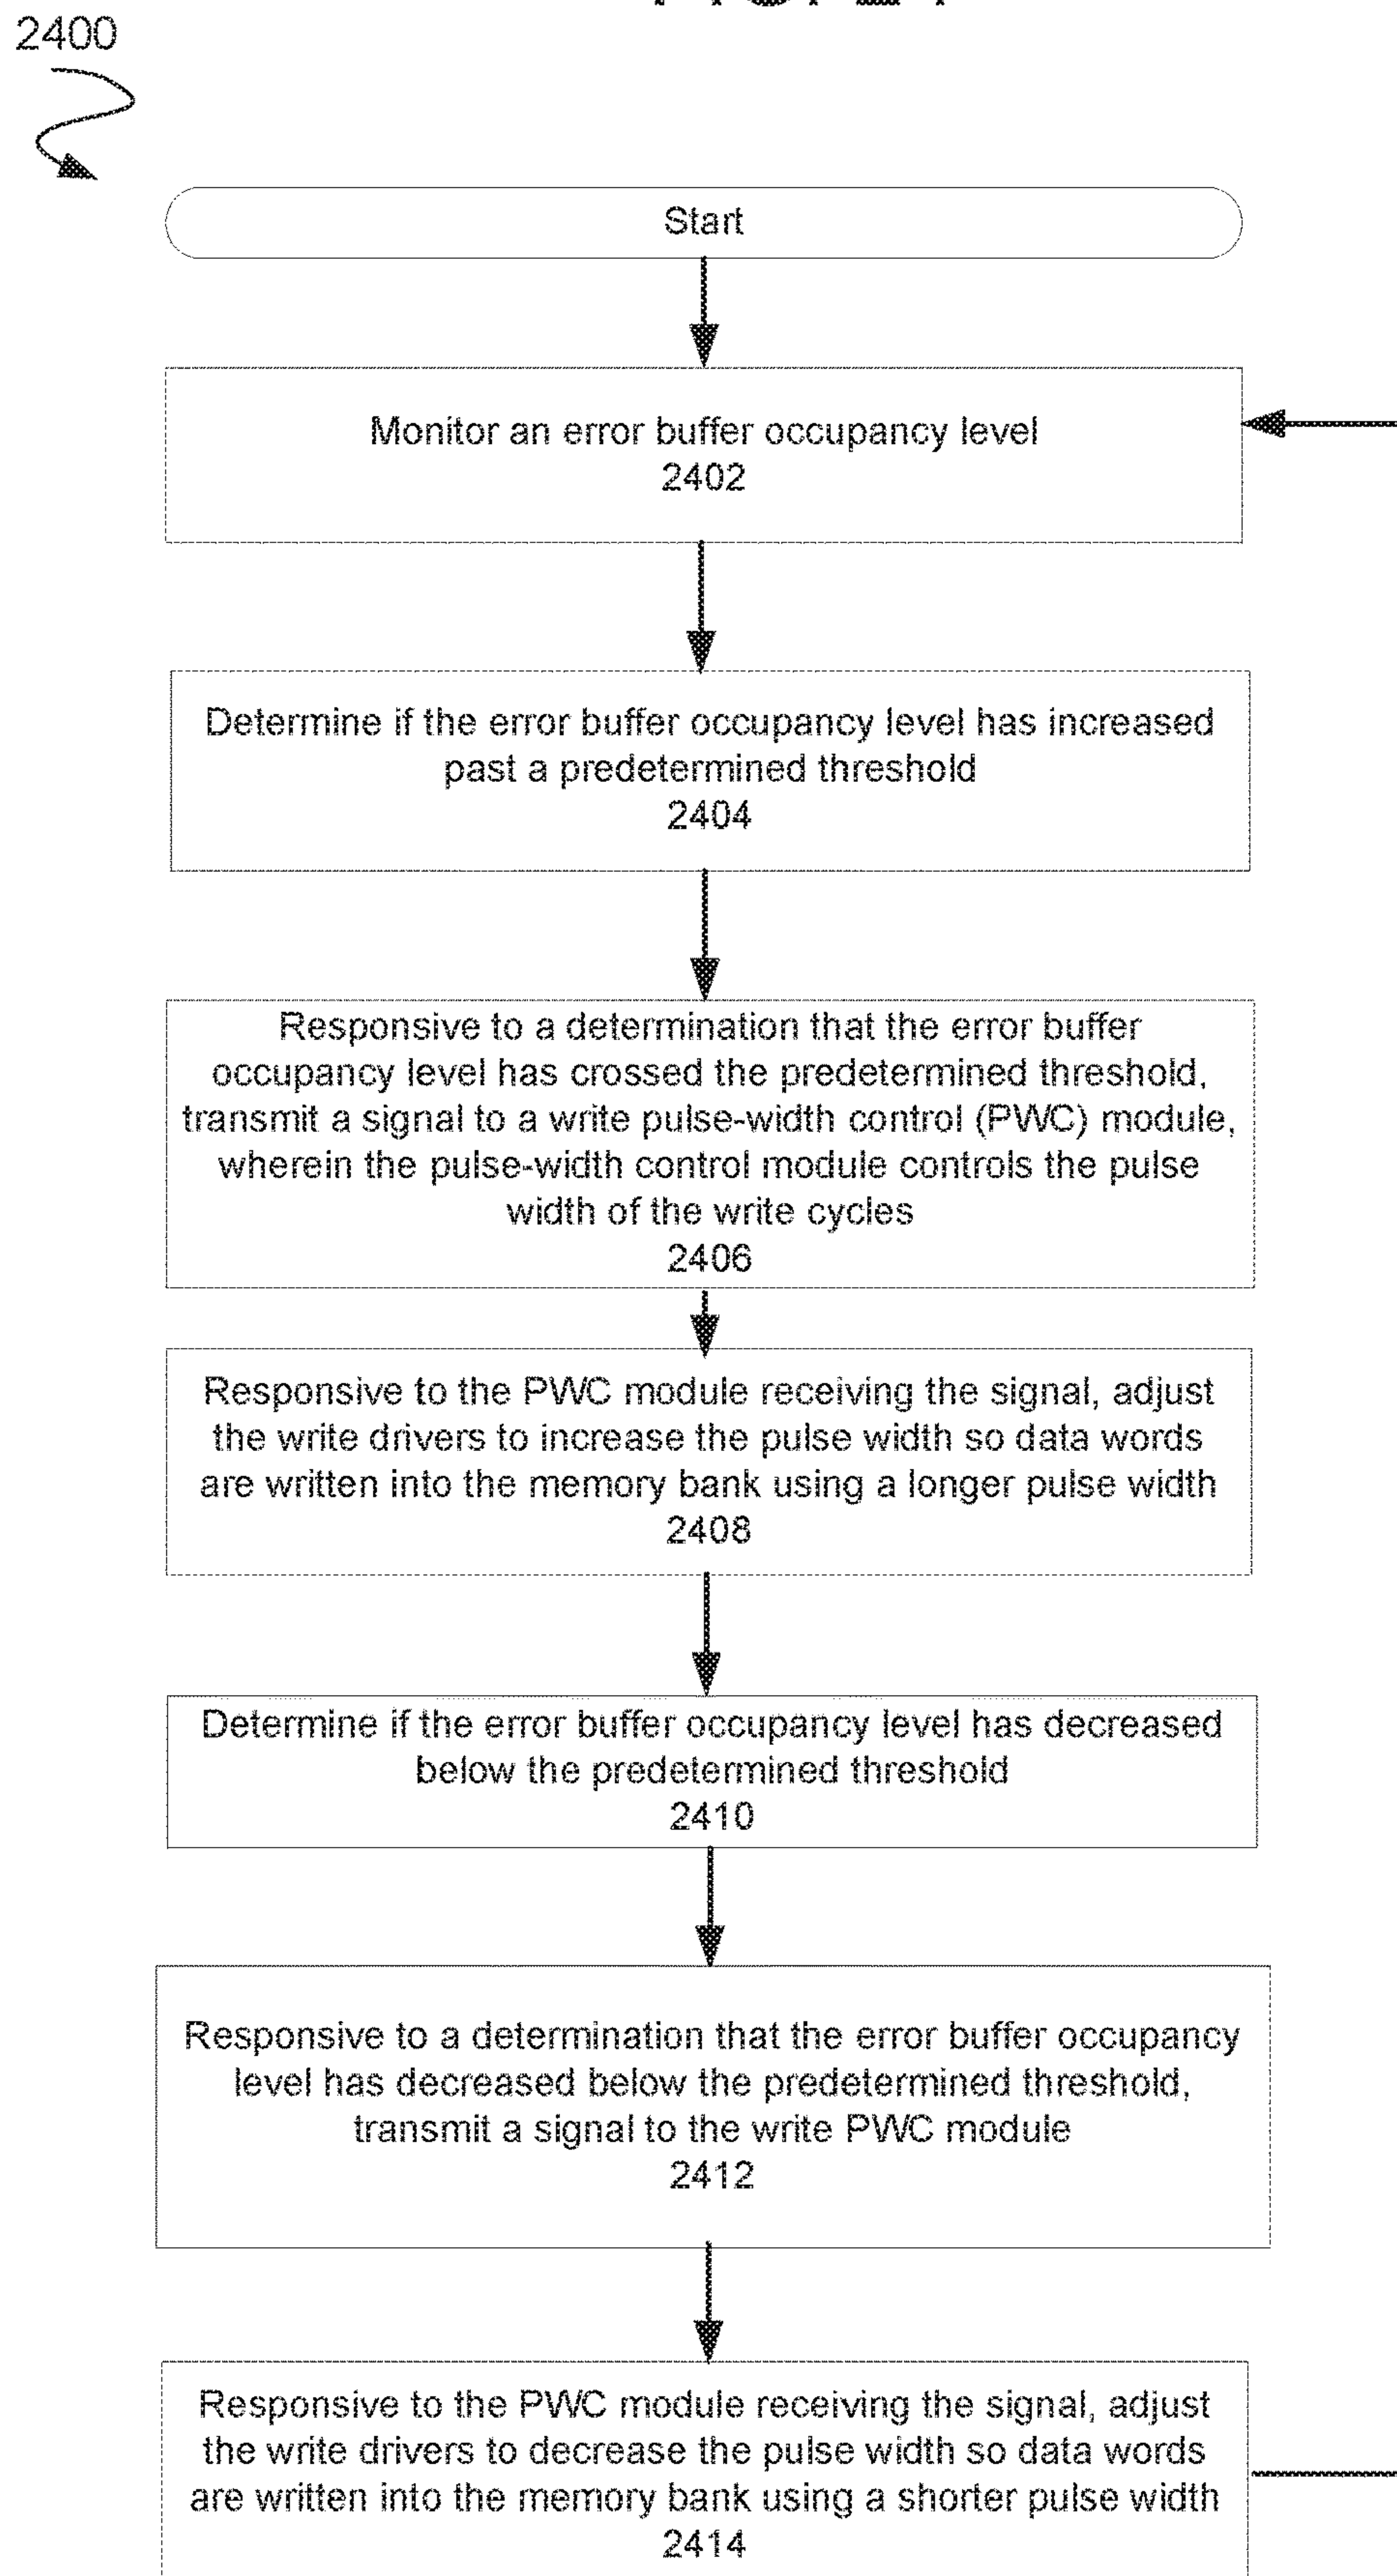 2400
Start
Monitor an error buffer occupancy level
2402
Determine if the error buffer occupancy level has increased
past a predetermined threshold
2404
Responsive to a determination that the error buffer
occupancy level has crossed the predetermined threshold,
transmit a signal to a write pulse-width control (PWC) module,
wherein the pulse-width control module controls the pulse
width of the write cycles
2406
Responsive to the PWC module receiving the signal, adjust
the write drivers to increase the pulse width so data words
are written into the memory bank using a longer pulse width
2408
Determine if the error buffer occupancy level has decreased
below the predetermined threshold
2410
Responsive to a determination that the error buffer occupancy
level has decreased below the predetermined threshold,
transmit a signal to the write PWC module
2412
Responsive to the PWC module receiving the signal, adjust
the write drivers to decrease the pulse width so data words
are written into the memory bank using a shorter pulse width
2414